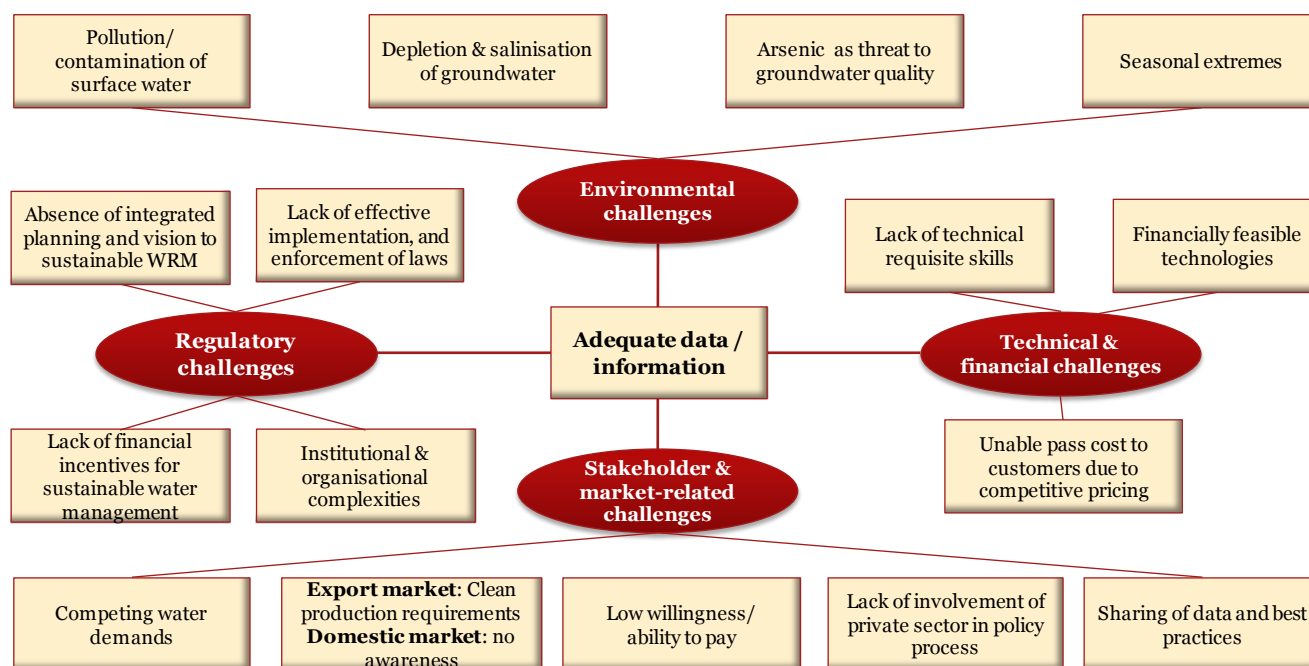 Pollution/
contamination of
surface water
Depletion & salinisation
of groundwater
Arsenic as threat to
groundwater quality
Seasonal extremes
Environmental
challenges
Absence of integrated
planning and vision to
sustainable WRM
Lack of effective
implementation, and
enforcement of laws
Lack of technical
requisite skills
Financially feasible
technologies
Regulatory
challenges
Adequate data /
information
Technical &
financial challenges
Lack of financial
incentives for
sustainable water
management
Institutional &
organisational
complexities
Stakeholder &
market-related
challenges
Unable pass cost to
customers due to
competitive pricing
Competing water
demands
Export market: Clean
production requirements
Domestic market: no
awareness
Low willingness/
ability to pay
Lack of involvement of
private sector in policy
process
Sharing of data and best
practices